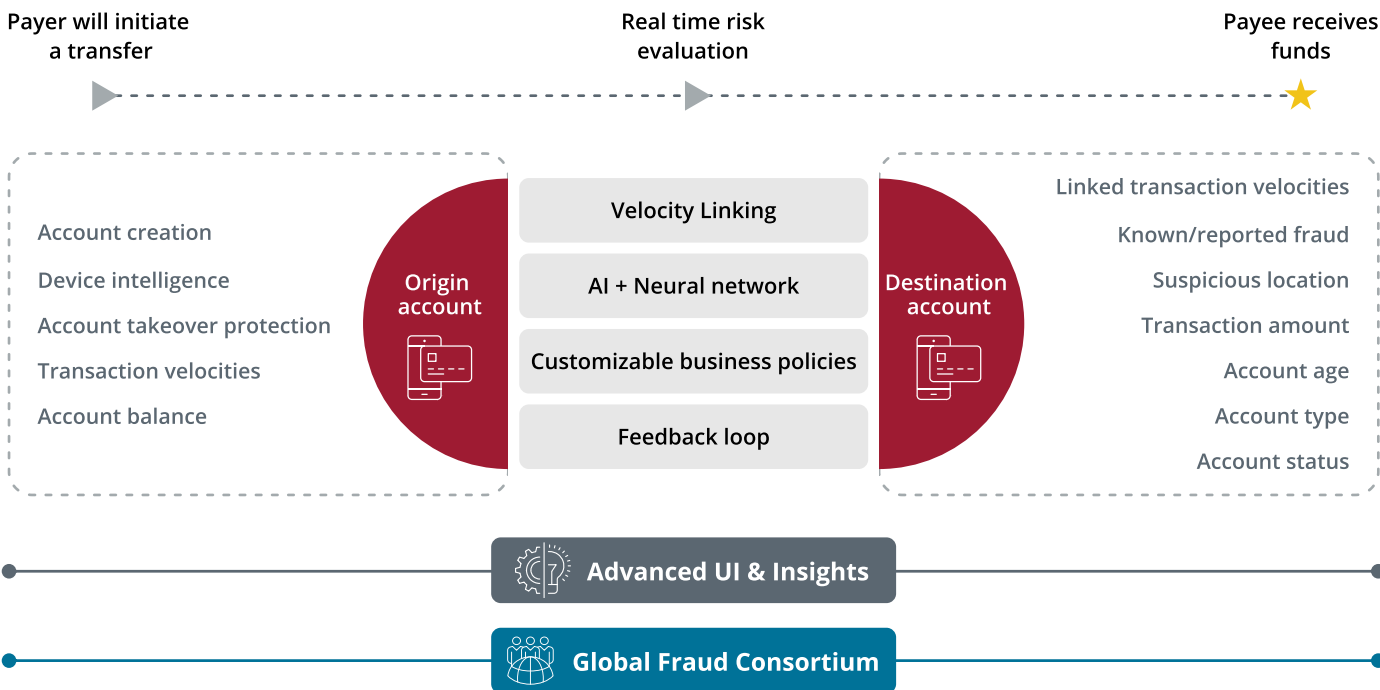 Payer will initiate
a transfer
Real time risk
evaluation
Payee receives
funds
Account creation
Device intelligence
Account takeover protection
Transaction velocities
Account balance
Origin
account
Velocity Linking
AI + Neural network
Customizable business policies
Feedback loop
Destination
account
Linked transaction velocities
Known/reported fraud
Suspicious location
Transaction amount
Account age
Account type
Account status
Advanced UI & Insights
Global Fraud Consortium